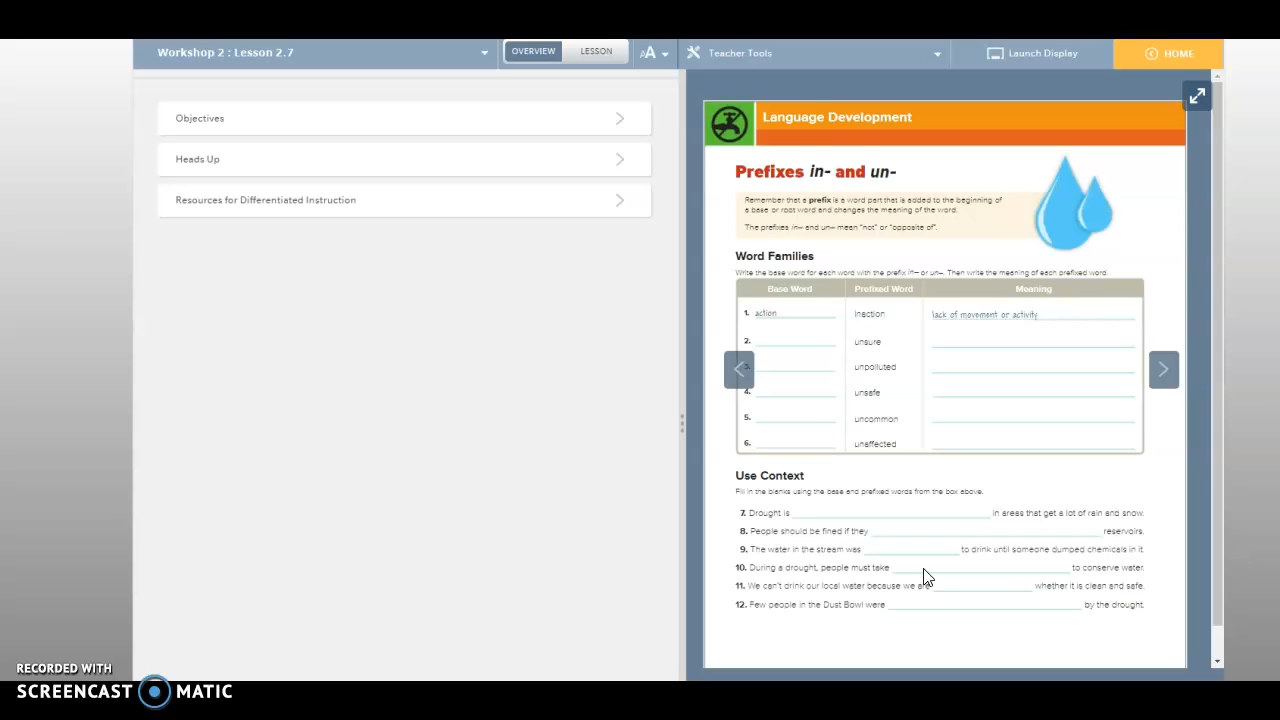 Workshop 2 : Lesson 2.7
OVERVIEW
LESSON
AA
Teacher Tools
Launch Display
HOME
Objectives
Heads Up
Resources for Differentiated Instruction
Language Development
Prefixes in- and un-
Remember that a prefix is a word part that is added to the beginning of
a base or root word and changes the meaning of the word.
The prefixes in– and un– mean "not" or "opposite of".
Word Families
Write the base word for each word with the prefix in– or un–. Then write the meaning of each prefixed word.
Base Word Prefixed Word Meaning
1. action inaction lack of movement or activity
2. unsure
3. unpolluted
4. unsafe
5. uncommon
6. unaffected
Use Context
Fill in the blanks using the base and prefixed words from the box above.
7. Drought is in areas that get a lot of rain and snow.
8. People should be fined if they reservoirs.
9. The water in the stream was to drink until someone dumped chemicals in it.
10. During a drought, people must take to conserve water.
11. We can't drink our local water because we are whether it is clean and safe.
12. Few people in the Dust Bowl were by the drought.
RECORDED WITH
SCREENCAST MATIC